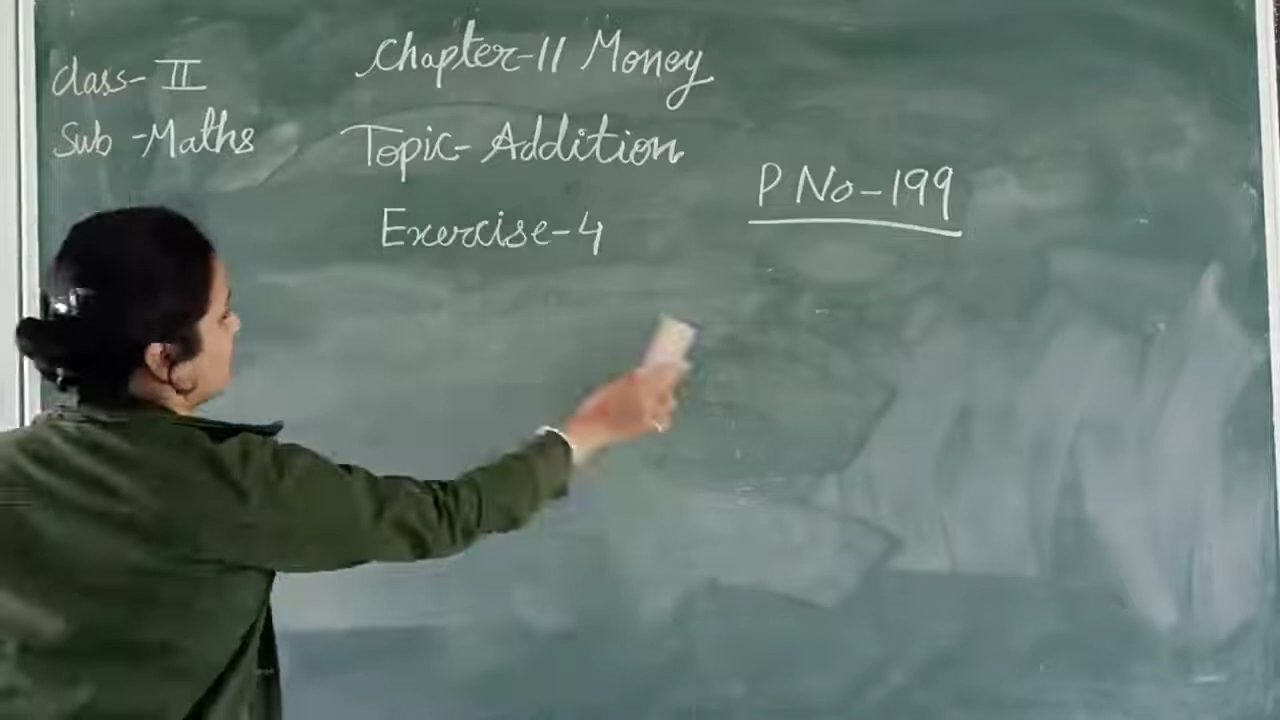 Class- II
Sub -Maths
Chapter-11 Money
Topic- Addition
Exercise-4
P No-199